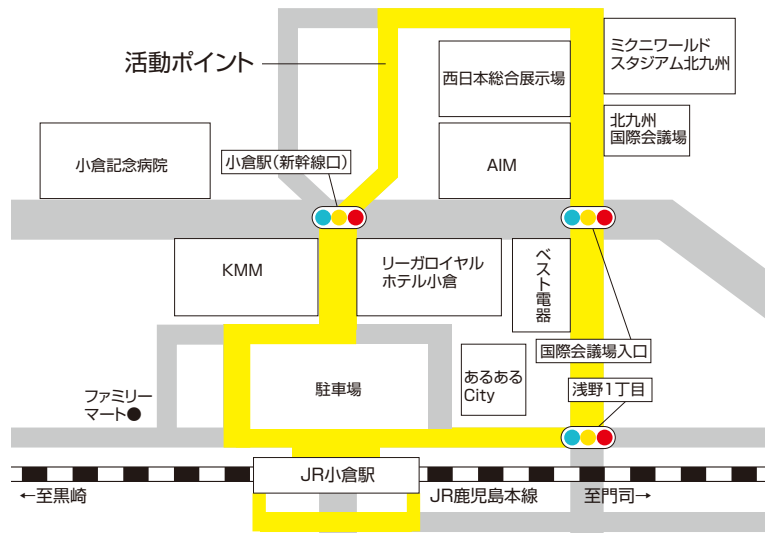 活動ポイント
ミクニワールド
スタジアム北九州
西日本総合展示場
北九州
国際会議場
小倉記念病院
小倉駅（新幹線口）
AIM
KMM
リーガロイヤル
ホテル小倉
ベスト電器
国際会議場入口
駐車場
あるある
City
浅野1丁目
ファミリー
マート●
JR小倉駅
←至黒崎
JR鹿児島本線
至門司→